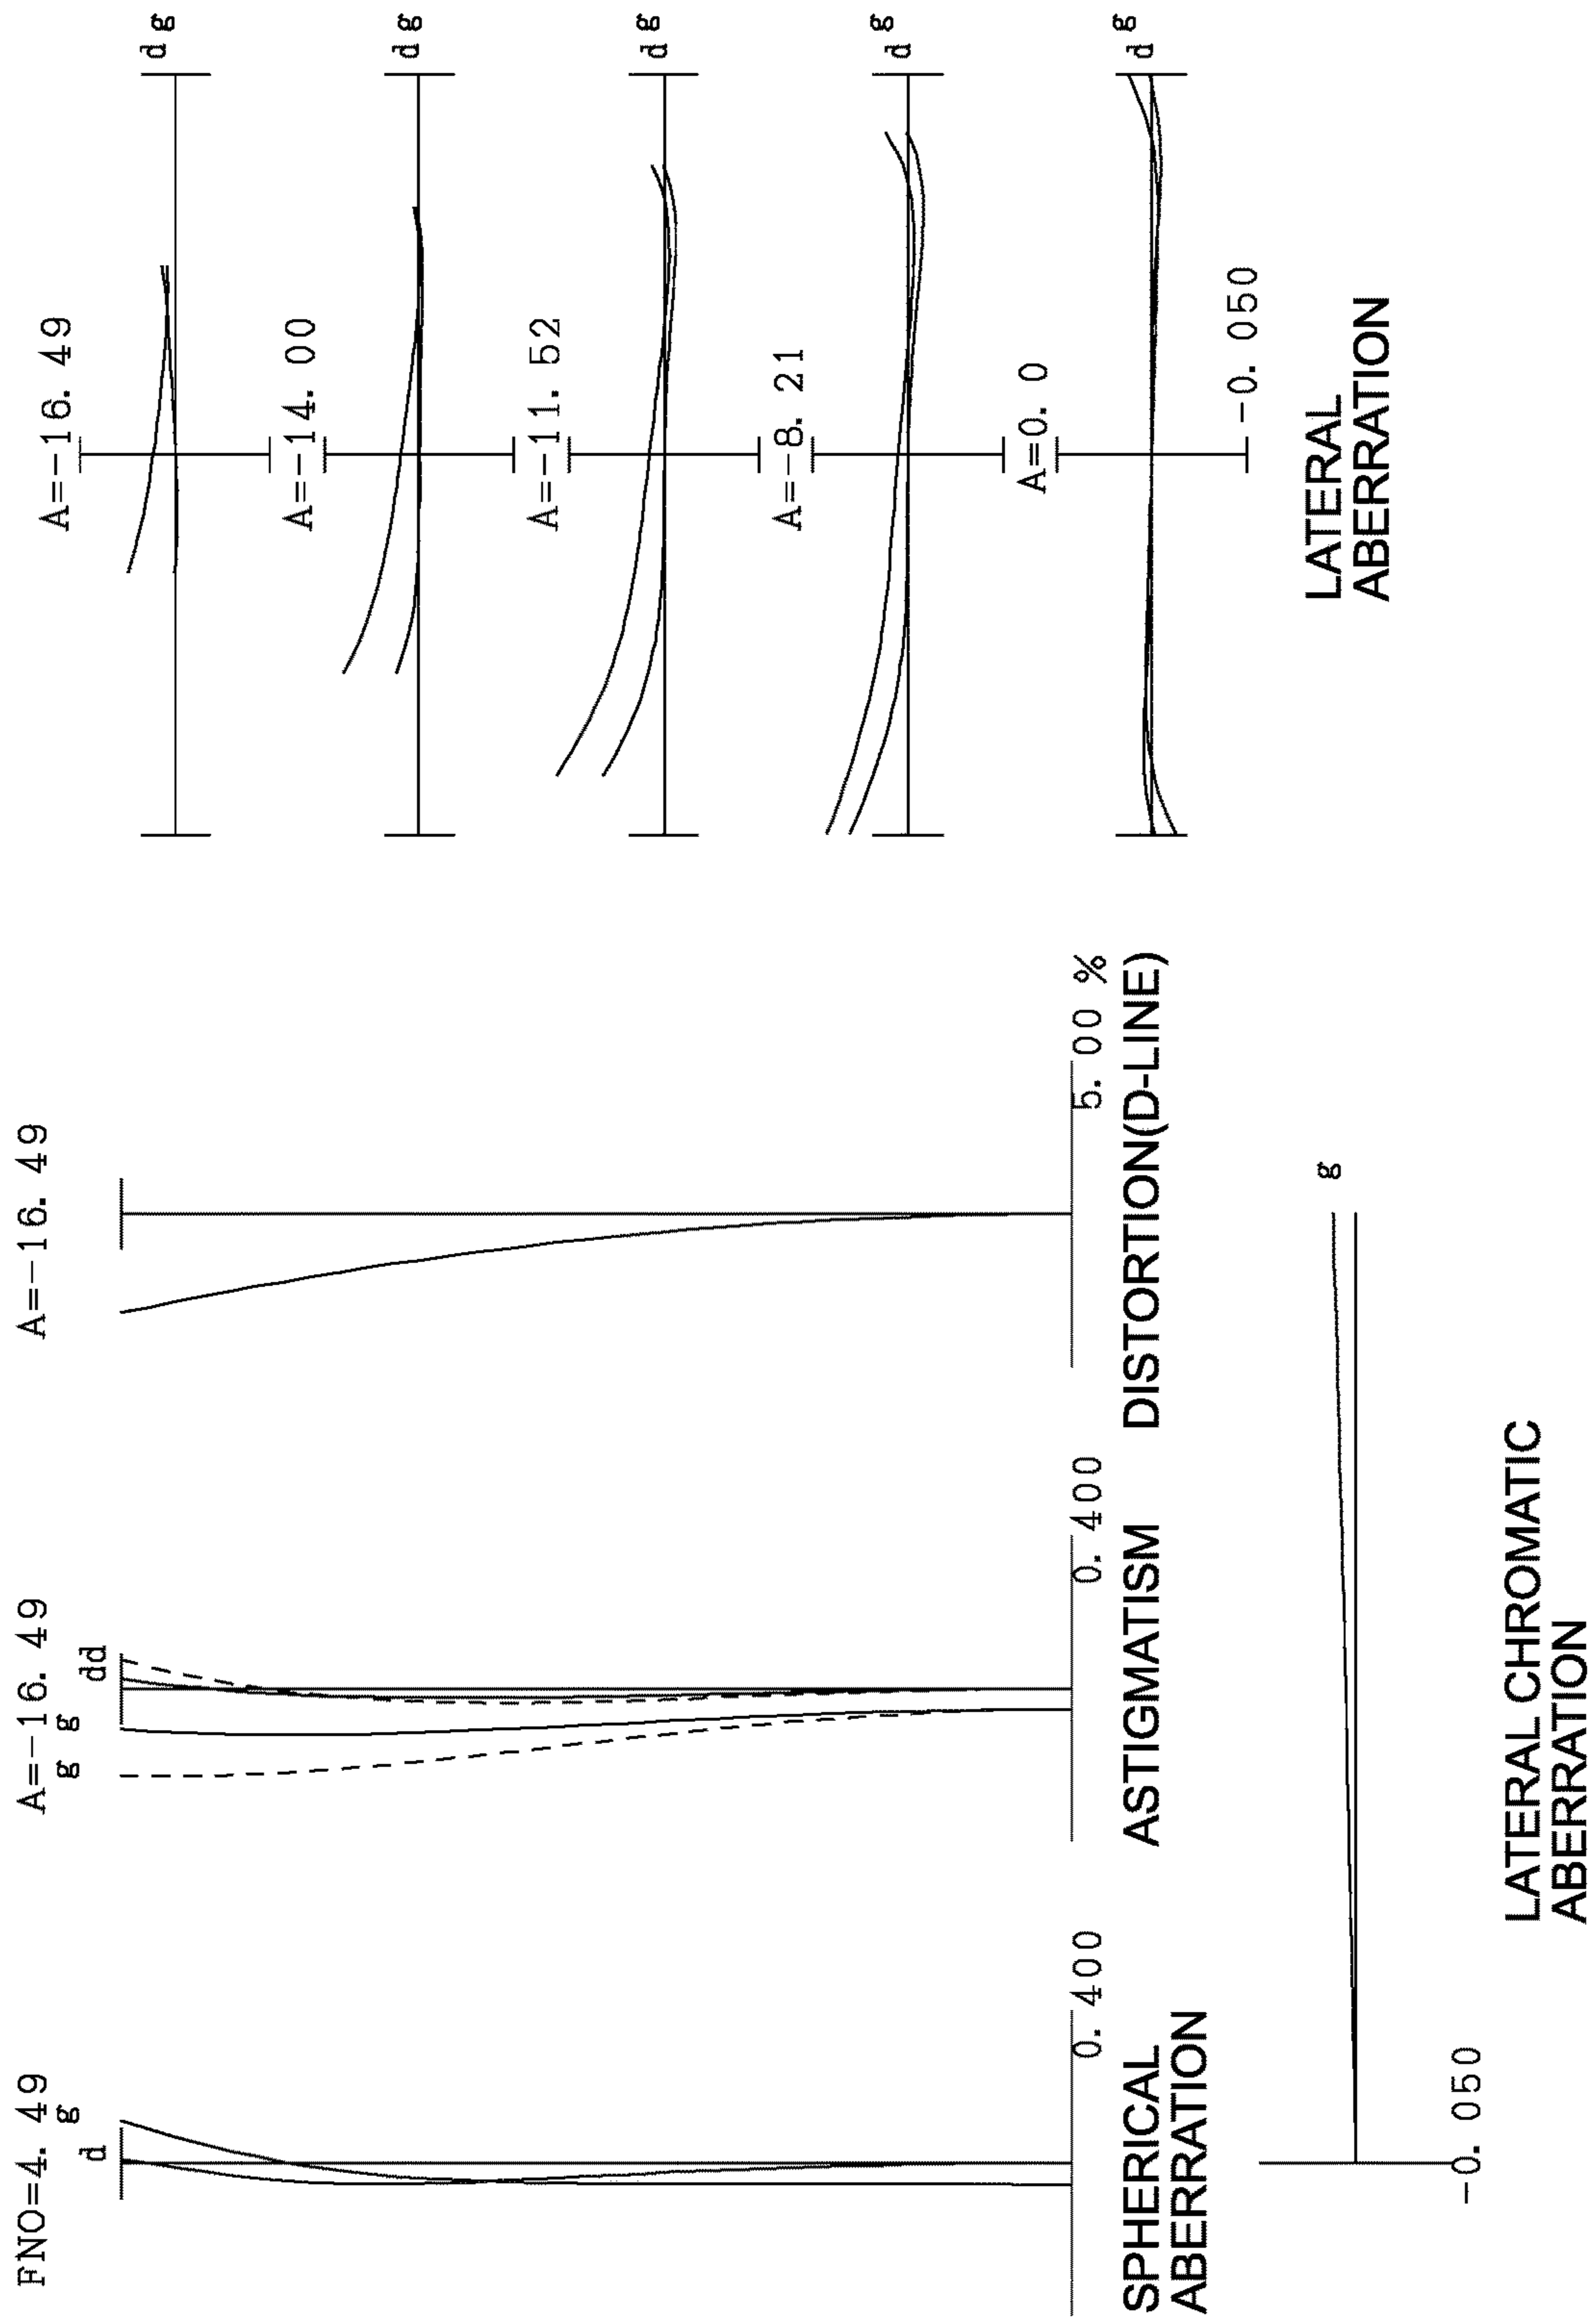 FNO=4. 49
d
g
0. 400
SPHERICAL
ABERRATION
A=-16. 49
g
g
dd
0. 400
ASTIGMATISM
A=-16. 49
5. 00 %
DISTORTION(D-LINE)
A=-16. 49
d g
A=-14. 00
d g
A=-11. 52
d g
A=-8. 21
d g
A=0. 0
d g
-0. 050
LATERAL
ABERRATION
g
-0. 050
LATERAL CHROMATIC
ABERRATION